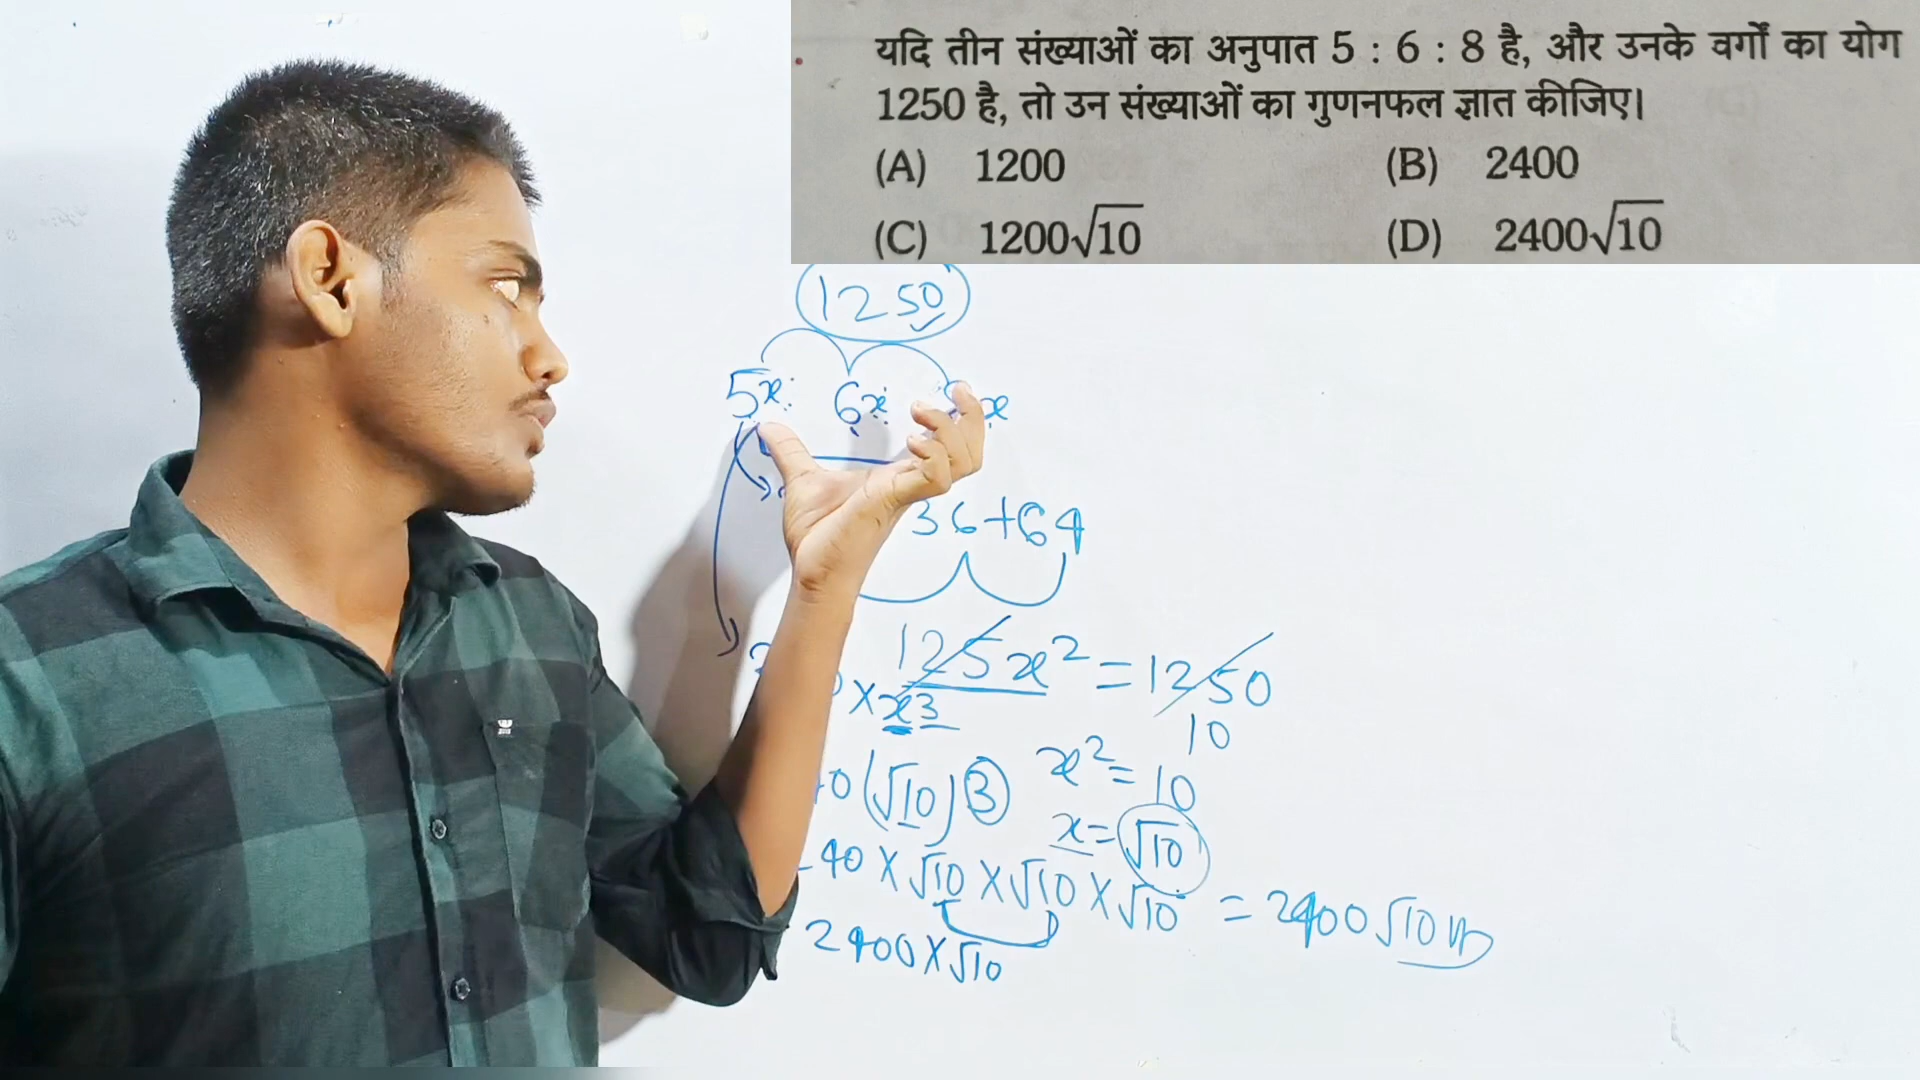 यदि तीन संख्याओं का अनुपात 5 : 6 : 8 है, और उनके वर्गों का योग
1250 है, तो उन संख्याओं का गुणनफल ज्ञात कीजिए।
(A) 1200 (B) 2400
(C) 1200√10 (D) 2400√10
1250
5x : 6x : x
36+64
125x² = 1250
×x3 10
(√10)3 x² = 10
x = √10
40 × √10 × √10 × √10 = 2400√10
2400×√10